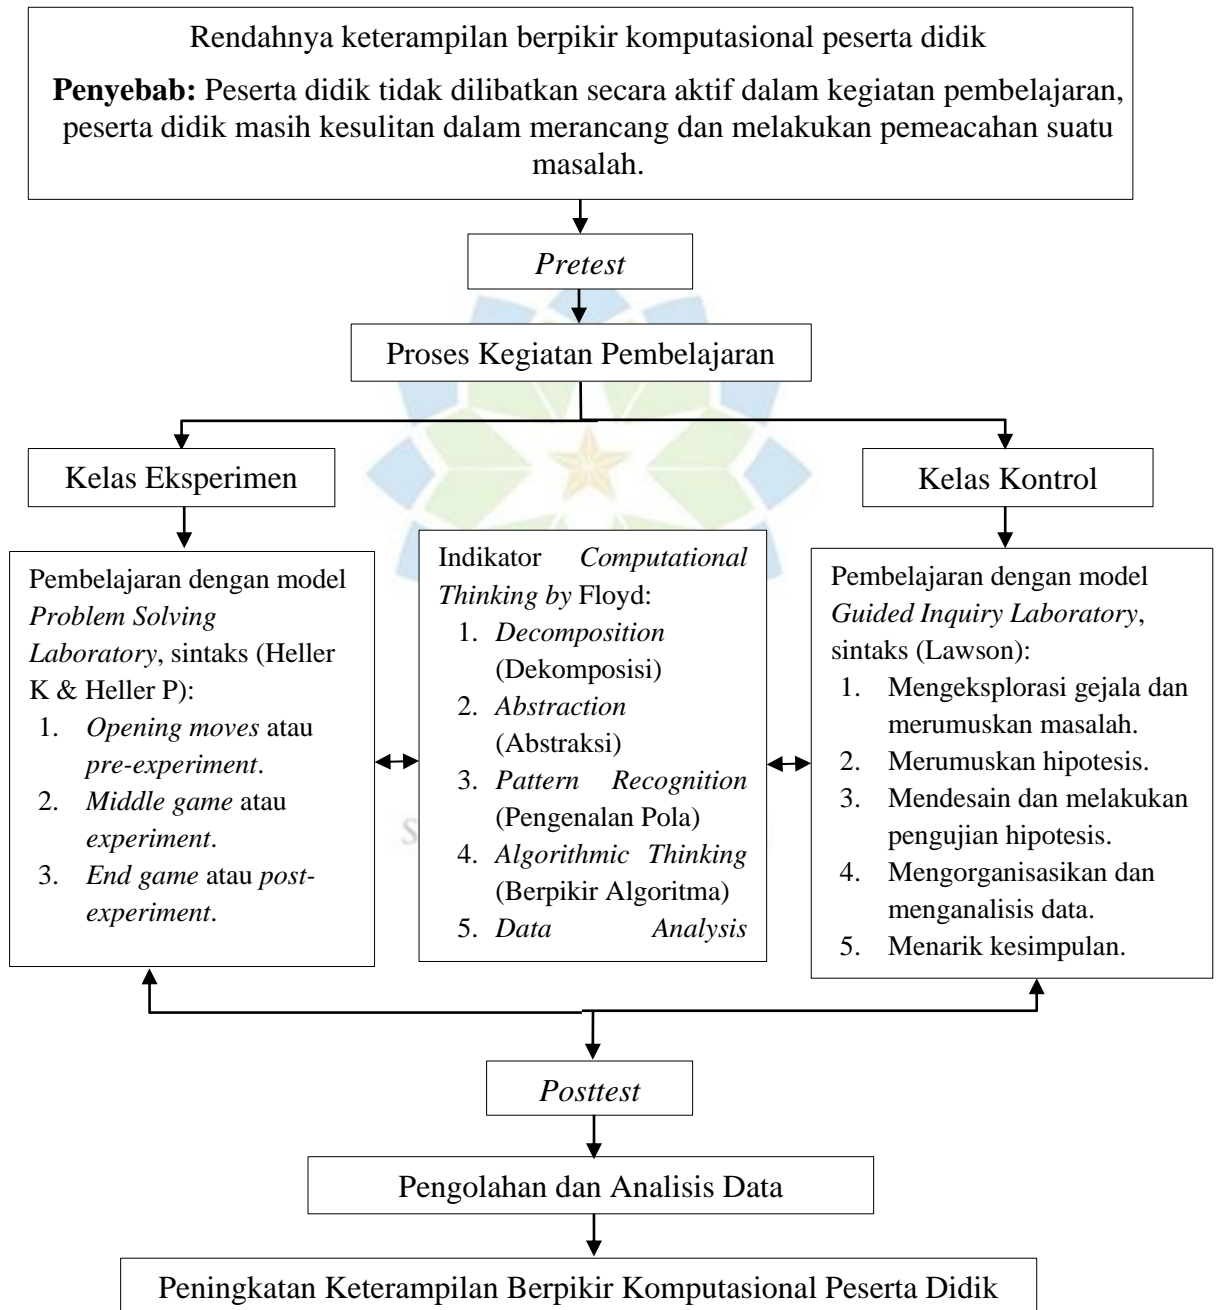 Rendahnya keterampilan berpikir komputasional peserta didik
Penyebab: Peserta didik tidak dilibatkan secara aktif dalam kegiatan pembelajaran,
peserta didik masih kesulitan dalam merancang dan melakukan pemeacahan suatu
masalah.
Pretest
Proses Kegiatan Pembelajaran
Kelas Eksperimen
Kelas Kontrol
Pembelajaran dengan model
Problem Solving
Laboratory, sintaks (Heller
K & Heller P):
1. Opening moves atau
pre-experiment.
2. Middle game atau
experiment.
3. End game atau post-
experiment.
Indikator Computational
Thinking by Floyd:
1. Decomposition
(Dekomposisi)
2. Abstraction
(Abstraksi)
3. Pattern Recognition
(Pengenalan Pola)
4. Algorithmic Thinking
(Berpikir Algoritma)
5. Data Analysis
Pembelajaran dengan model
Guided Inquiry Laboratory,
sintaks (Lawson):
1. Mengeksplorasi gejala dan
merumuskan masalah.
2. Merumuskan hipotesis.
3. Mendesain dan melakukan
pengujian hipotesis.
4. Mengorganisasikan dan
menganalisis data.
5. Menarik kesimpulan.
Posttest
Pengolahan dan Analisis Data
Peningkatan Keterampilan Berpikir Komputasional Peserta Didik